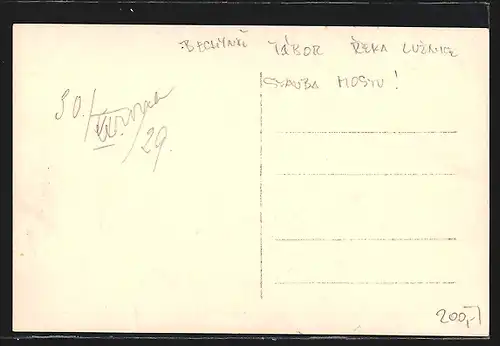 BECHYNĚ TÁBOR ŘEKA LUŽNICE
STAVBA MOSTU!
30./
29.
200,-